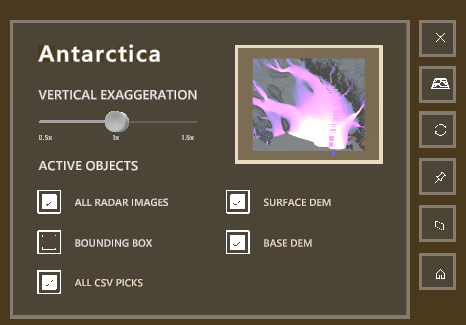 Antarctica
VERTICAL EXAGGERATION
0.5x 1x 1.5x
ACTIVE OBJECTS
ALL RADAR IMAGES SURFACE DEM
BOUNDING BOX BASE DEM
ALL CSV PICKS